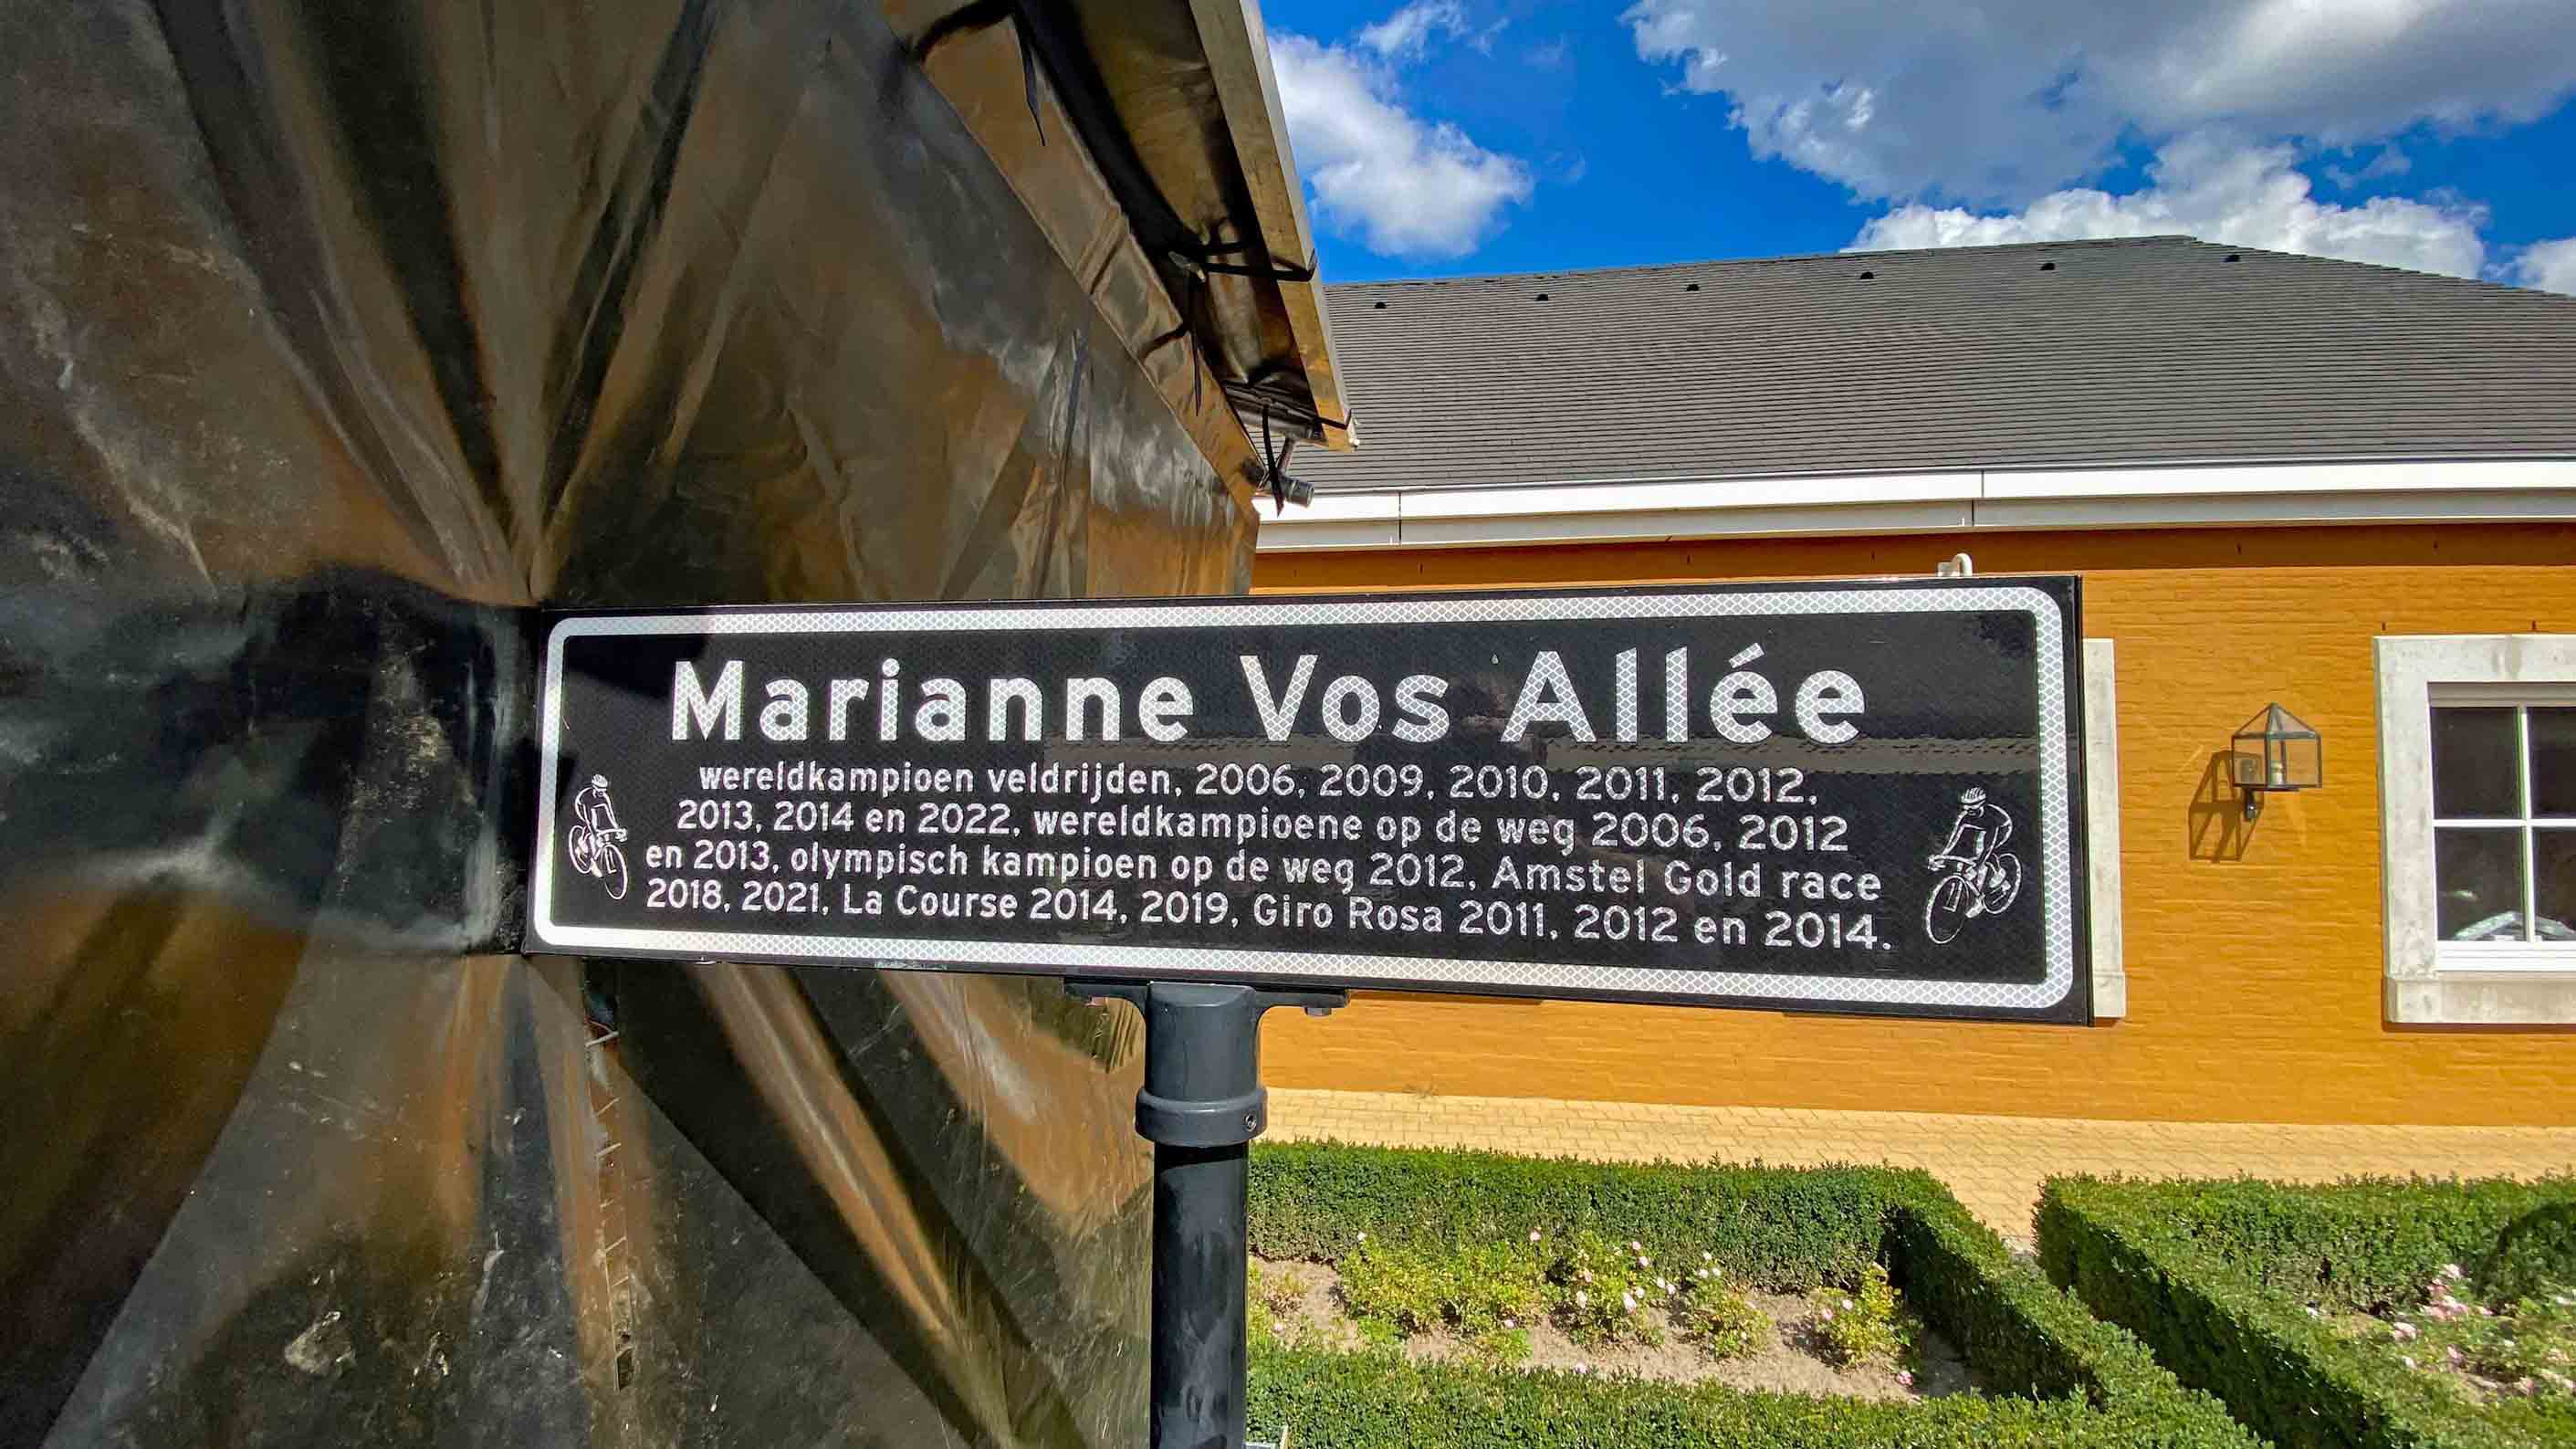 Marianne Vos Allée
wereldkampioen veldrijden, 2006, 2009, 2010, 2011, 2012,
2013, 2014 en 2022, wereldkampioene op de weg 2006, 2012
en 2013, olympisch kampioen op de weg 2012, Amstel Gold race
2018, 2021, La Course 2014, 2019, Giro Rosa 2011, 2012 en 2014.